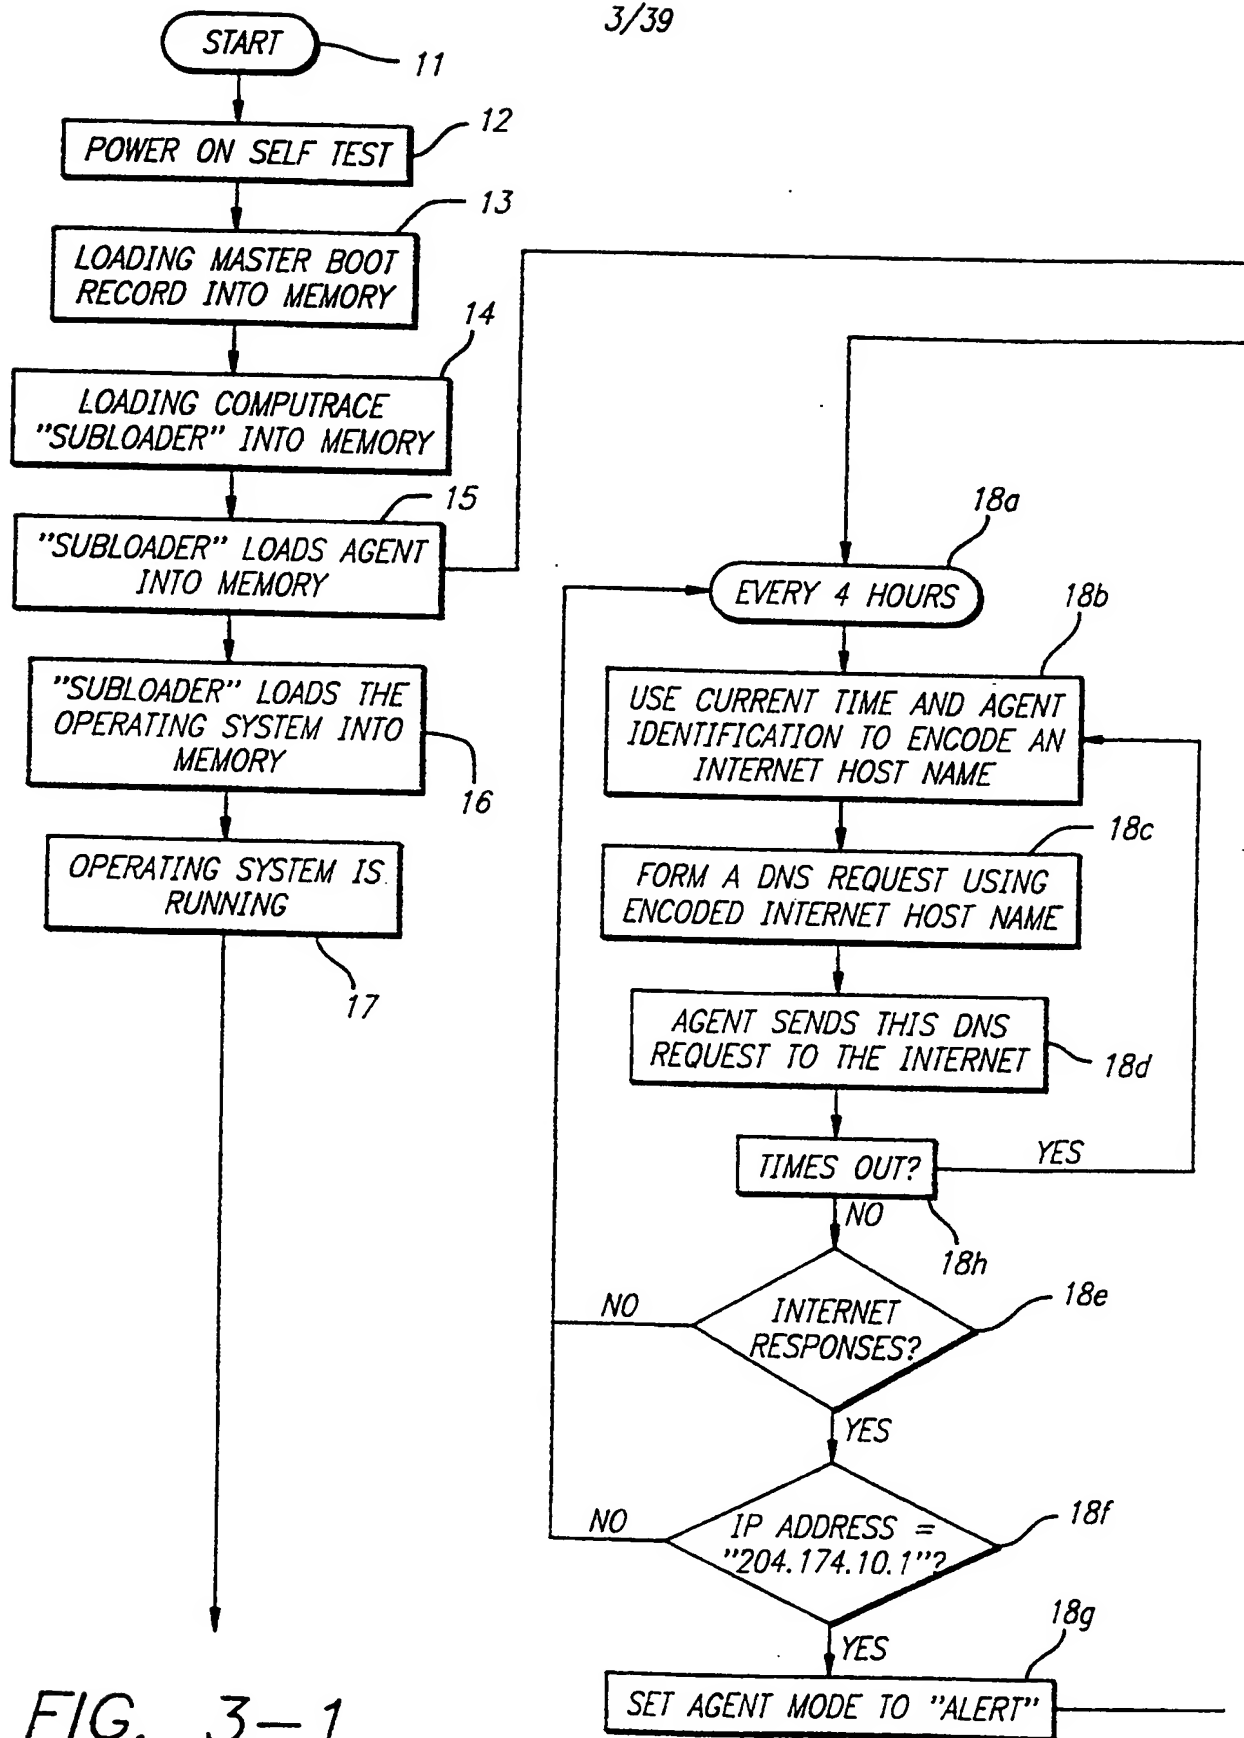 3/39
START
11
POWER ON SELF TEST
12
LOADING MASTER BOOT
RECORD INTO MEMORY
13
LOADING COMPUTRACE
"SUBLOADER" INTO MEMORY
14
"SUBLOADER" LOADS AGENT
INTO MEMORY
15
"SUBLOADER" LOADS THE
OPERATING SYSTEM INTO
MEMORY
16
OPERATING SYSTEM IS
RUNNING
17
EVERY 4 HOURS
18a
USE CURRENT TIME AND AGENT
IDENTIFICATION TO ENCODE AN
INTERNET HOST NAME
18b
FORM A DNS REQUEST USING
ENCODED INTERNET HOST NAME
18c
AGENT SENDS THIS DNS
REQUEST TO THE INTERNET
18d
TIMES OUT?
YES
NO
18h
INTERNET
RESPONSES?
18e
NO
YES
IP ADDRESS =
"204.174.10.1"?
18f
NO
YES
SET AGENT MODE TO "ALERT"
18g
FIG. 3-1